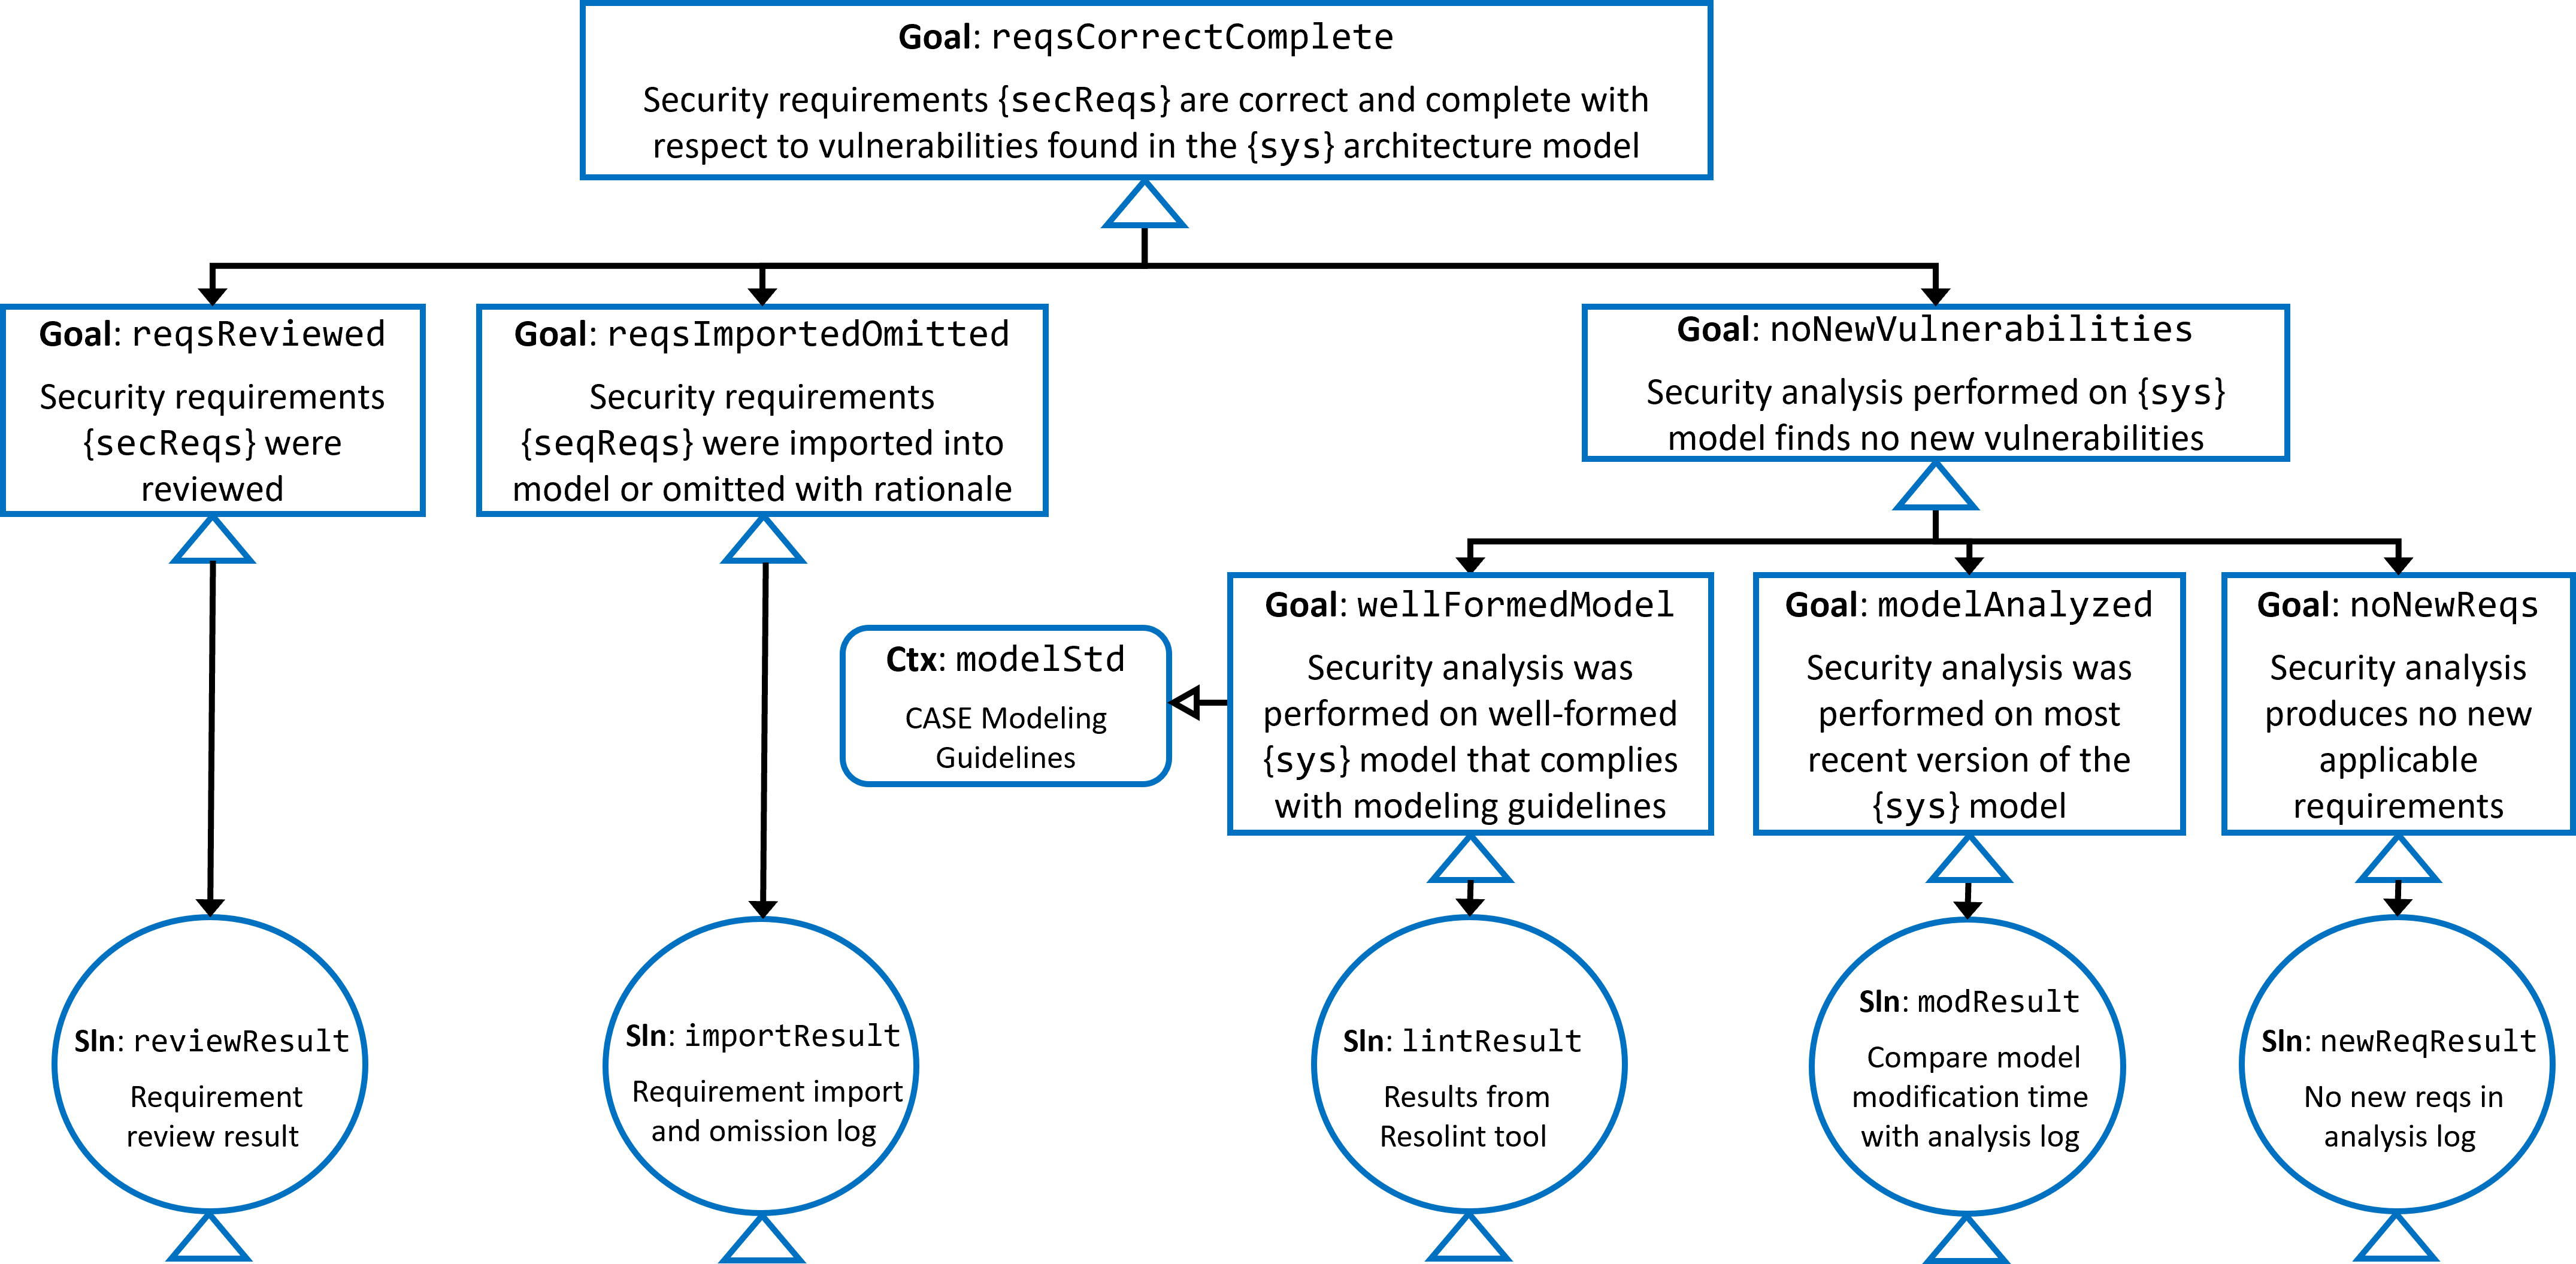 Goal: reqsCorrectComplete
Security requirements {secReqs} are correct and complete with
respect to vulnerabilities found in the {sys} architecture model
Goal: reqsReviewed
Security requirements
{secReqs} were
reviewed
Goal: reqsImportedOmitted
Security requirements
{seqReqs} were imported into
model or omitted with rationale
Goal: noNewVulnerabilities
Security analysis performed on {sys}
model finds no new vulnerabilities
Ctx: modelStd
CASE Modeling
Guidelines
Goal: wellFormedModel
Security analysis was
performed on well-formed
{sys} model that complies
with modeling guidelines
Goal: modelAnalyzed
Security analysis was
performed on most
recent version of the
{sys} model
Goal: noNewReqs
Security analysis
produces no new
applicable
requirements
Sln: reviewResult
Requirement
review result
Sln: importResult
Requirement import
and omission log
Sln: lintResult
Results from
Resolint tool
Sln: modResult
Compare model
modification time
with analysis log
Sln: newReqResult
No new reqs in
analysis log